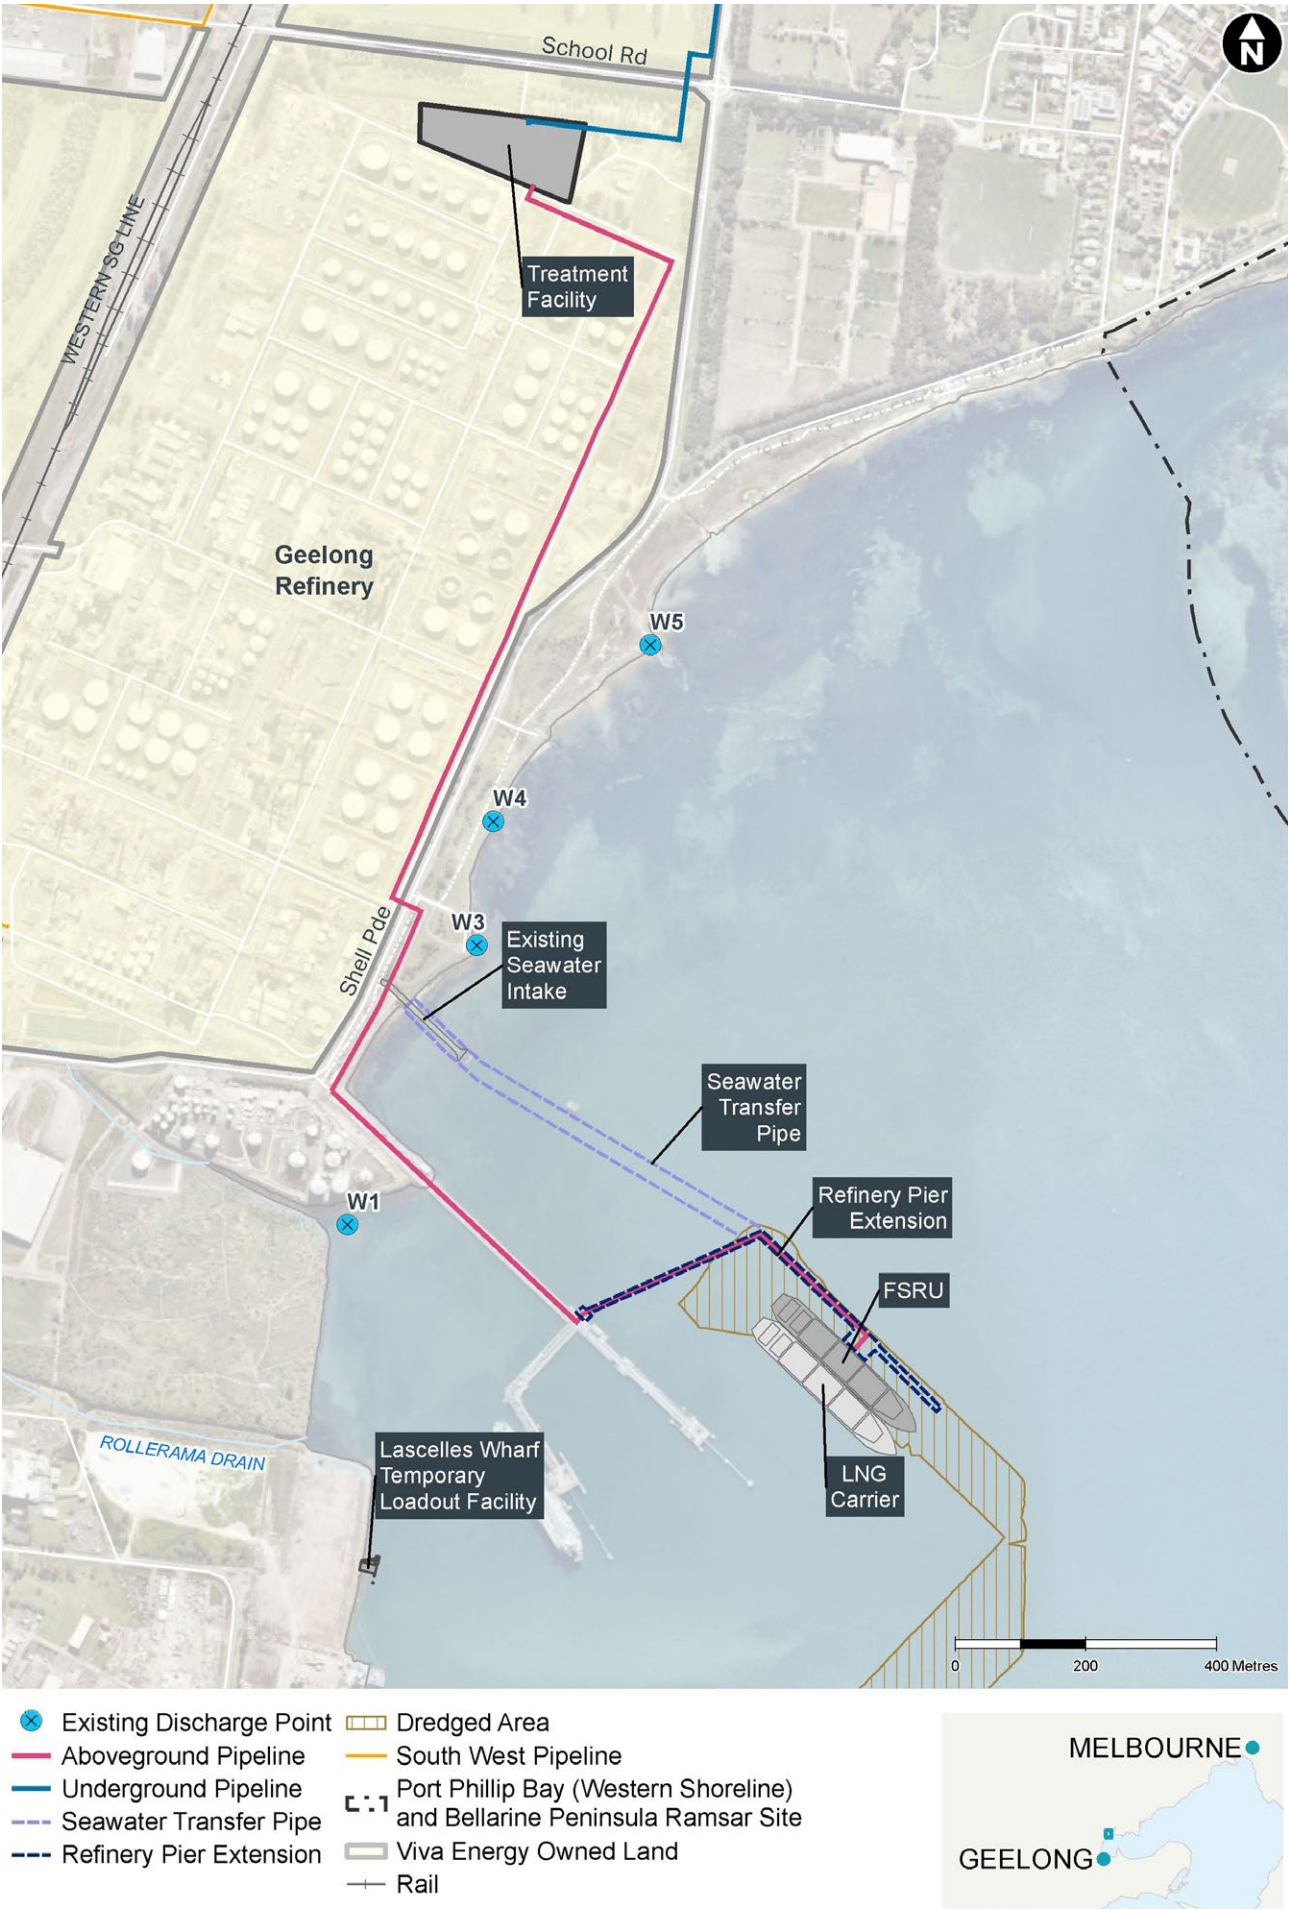 School Rd
N
WESTERN SG LINE
Treatment
Facility
Geelong
Refinery
W5
W4
W3
Existing
Seawater
Intake
Shell Pde
Seawater
Transfer
Pipe
Refinery Pier
Extension
W1
FSRU
ROLLERAMA DRAIN
Lascelles Wharf
Temporary
Loadout Facility
LNG
Carrier
0 200 400 Metres
Existing Discharge Point
Aboveground Pipeline
Underground Pipeline
Seawater Transfer Pipe
Refinery Pier Extension
Dredged Area
South West Pipeline
Port Phillip Bay (Western Shoreline)
and Bellarine Peninsula Ramsar Site
Viva Energy Owned Land
Rail
MELBOURNE
GEELONG